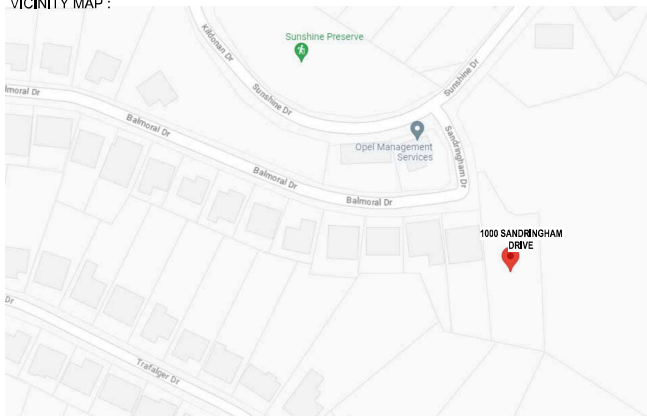 VICINITY MAP :
Kildonan Dr
Sunshine Preserve
Sunshine Dr
Sunshine Dr
lmoral Dr
Balmoral Dr
Opel Management
Services
Sandringham Dr
Balmoral Dr
Balmoral Dr
1000 SANDRINGHAM
DRIVE
Dr
Trafalger Dr